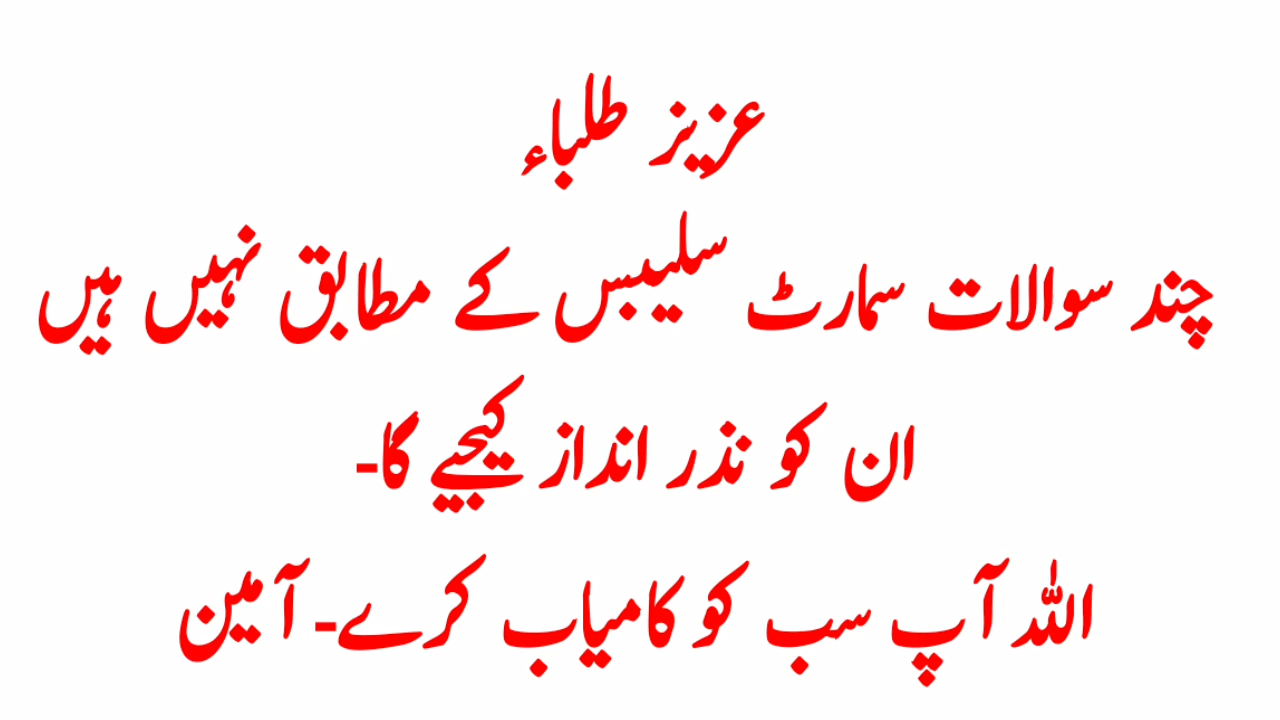 عزیز طلباء
چند سوالات سمارٹ سلیبس کے مطابق نہیں ہیں
ان کو نذر انداز کیجیے گا-
اللہ آپ سب کو کامیاب کرے- آمین